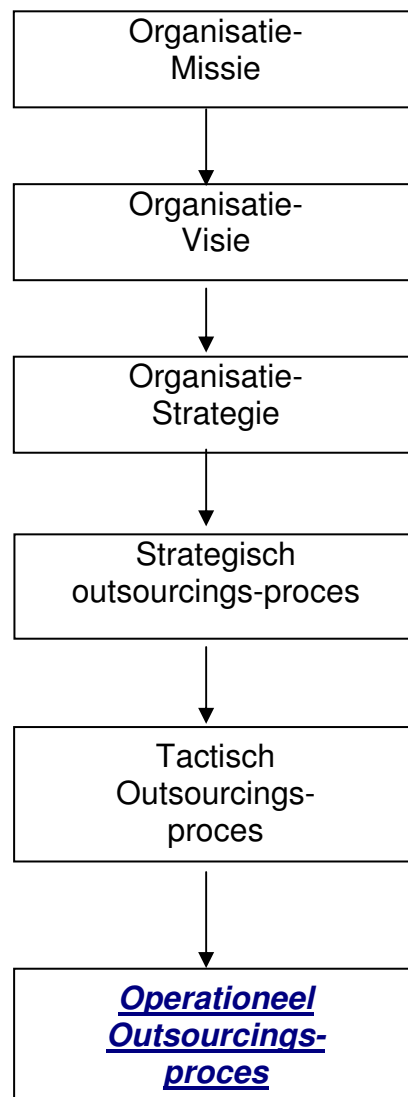 Organisatie-
Missie
Organisatie-
Visie
Organisatie-
Strategie
Strategisch
outsourcings-proces
Tactisch
Outsourcings-
proces
Operationeel
Outsourcings-
proces